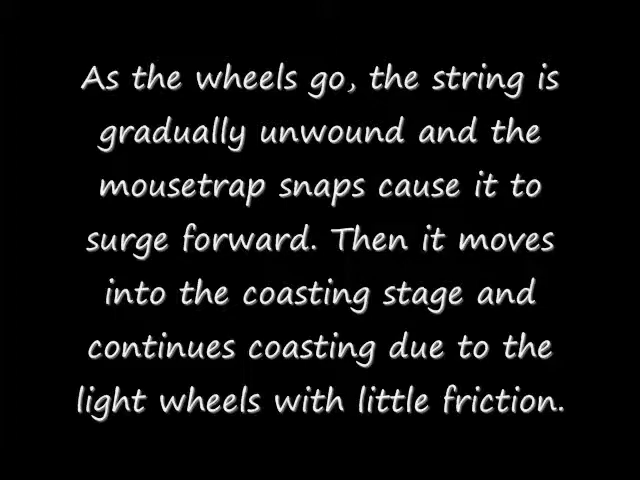 As the wheels go, the string is
gradually unwound and the
mousetrap snaps cause it to
surge forward. Then it moves
into the coasting stage and
continues coasting due to the
light wheels with little friction.